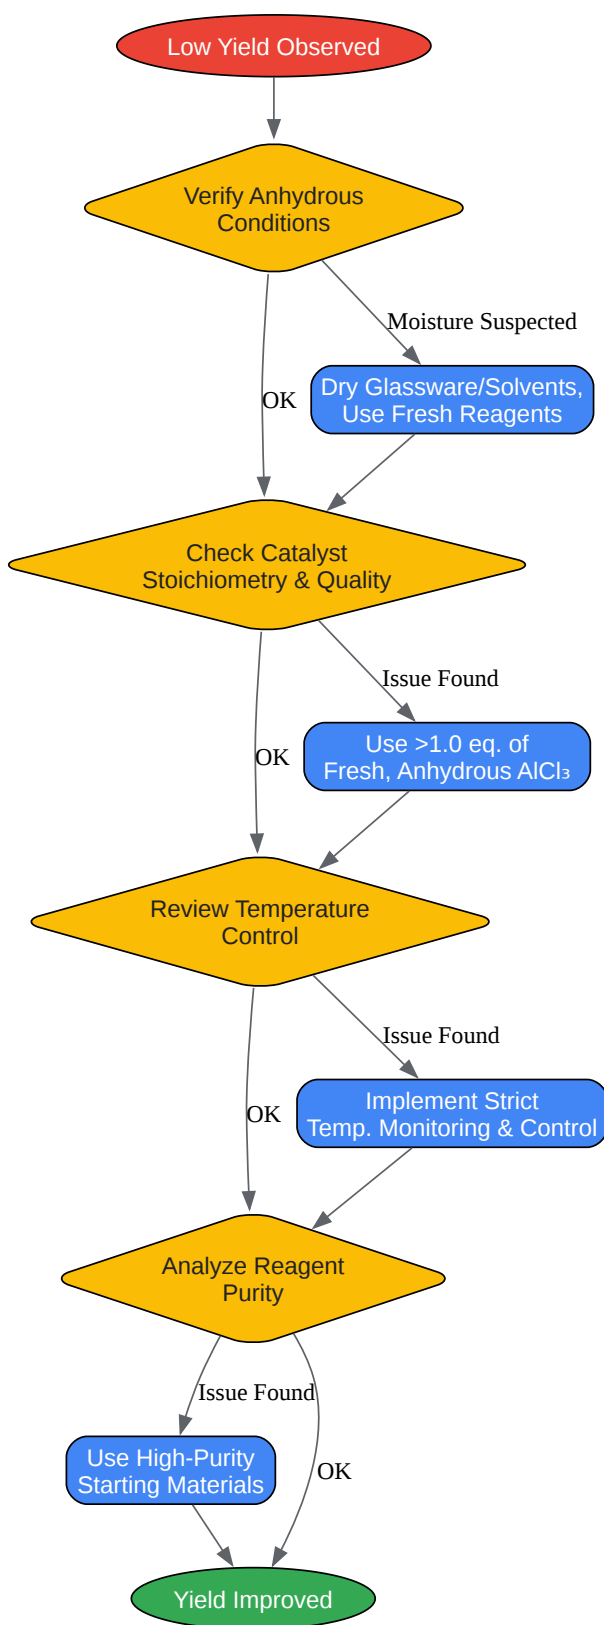 Low Yield Observed
Verify Anhydrous
Conditions
Moisture Suspected
Dry Glassware/Solvents,
Use Fresh Reagents
OK
Check Catalyst
Stoichiometry & Quality
Issue Found
Use >1.0 eq. of
Fresh, Anhydrous AlCl₃
OK
Review Temperature
Control
Issue Found
Implement Strict
Temp. Monitoring & Control
OK
Analyze Reagent
Purity
Issue Found
Use High-Purity
Starting Materials
OK
Yield Improved